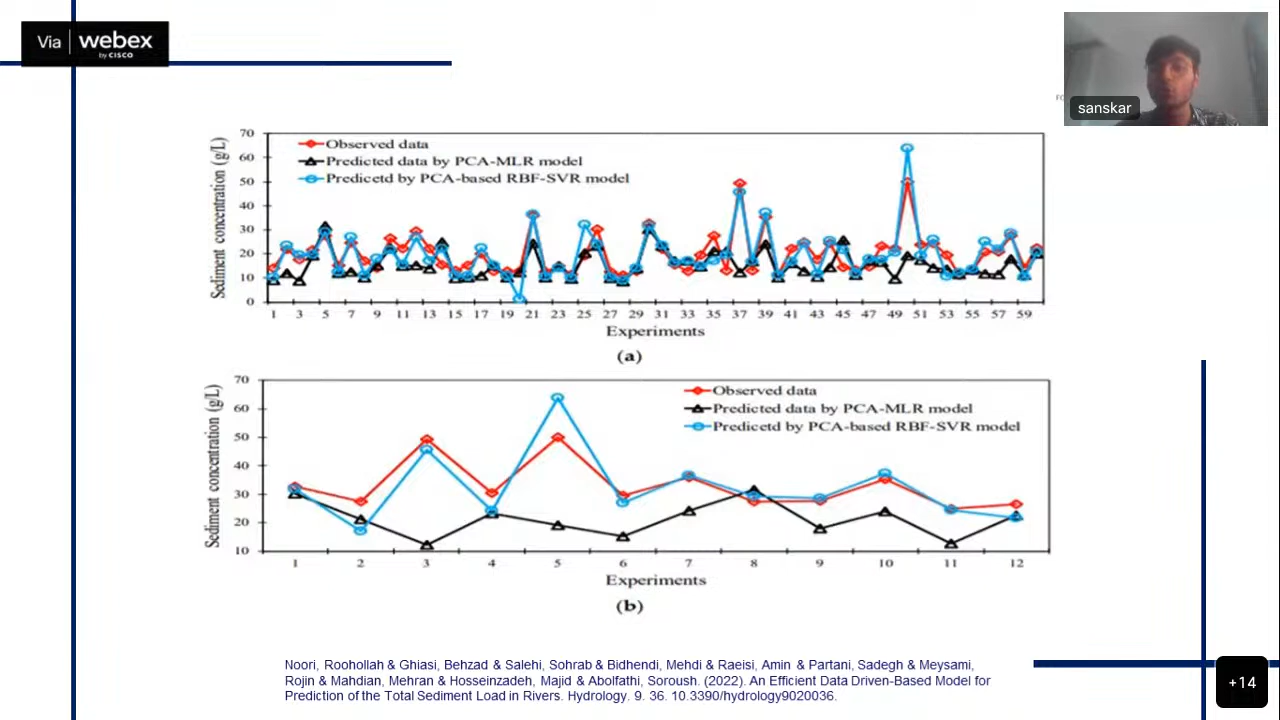 Via webex
by CISCO
sanskar
70
60
50
40
30
20
10
0
Sediment concentration (g/L)
Observed data
Predicted data by PCA-MLR model
Predicetd by PCA-based RBF-SVR model
1 3 5 7 9 11 13 15 17 19 21 23 25 27 29 31 33 35 37 39 41 43 45 47 49 51 53 55 57 59
Experiments
(a)
70
60
50
40
30
20
10
Sediment concentration (g/L)
Observed data
Predicted data by PCA-MLR model
Predicetd by PCA-based RBF-SVR model
1 2 3 4 5 6 7 8 9 10 11 12
Experiments
(b)
Noori, Roohollah & Ghiasi, Behzad & Salehi, Sohrab & Bidhendi, Mehdi & Raeisi, Amin & Partani, Sadegh & Meysami,
Rojin & Mahdian, Mehran & Hosseinzadeh, Majid & Abolfathi, Soroush. (2022). An Efficient Data Driven-Based Model for
Prediction of the Total Sediment Load in Rivers. Hydrology. 9. 36. 10.3390/hydrology9020036.
+14